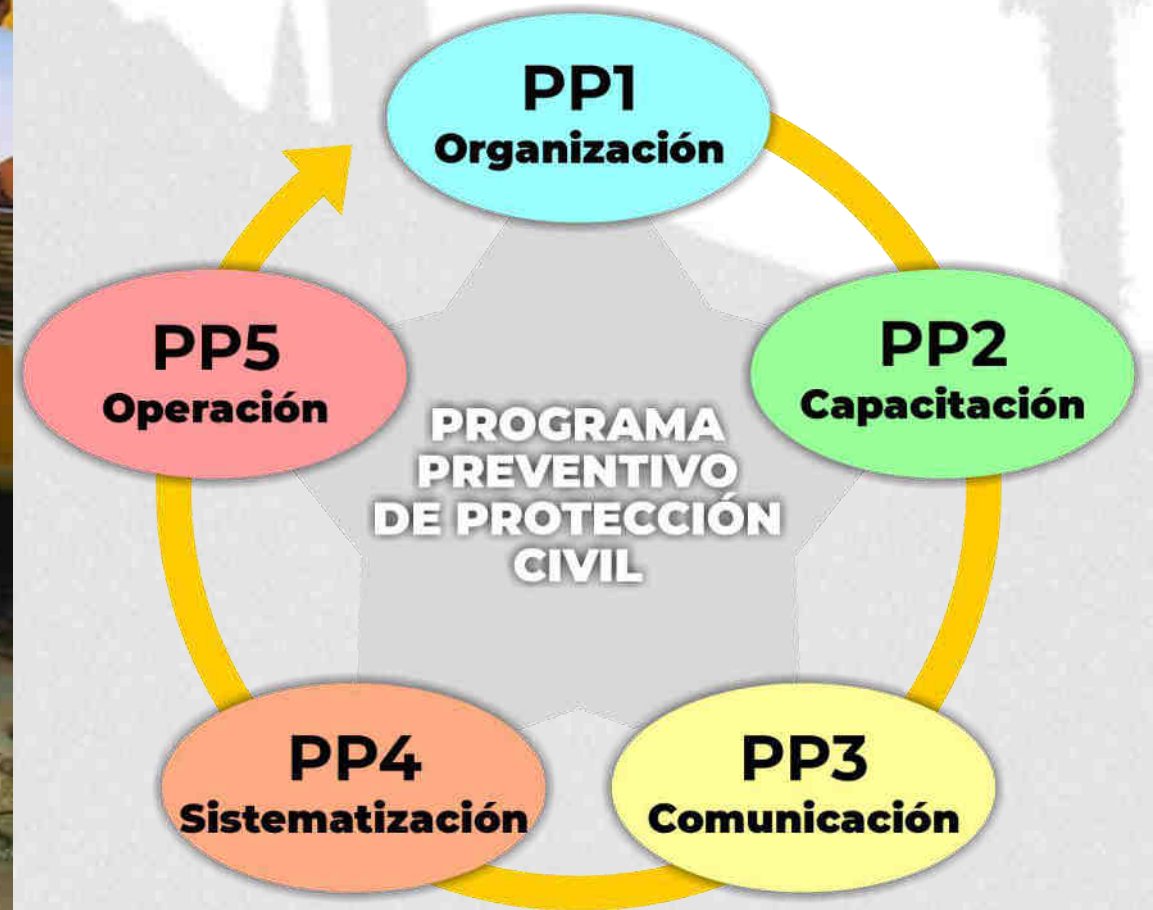 PP1
Organización
PP2
Capacitación
PP3
Comunicación
PP4
Sistematización
PP5
Operación
PROGRAMA
PREVENTIVO
DE PROTECCIÓN
CIVIL